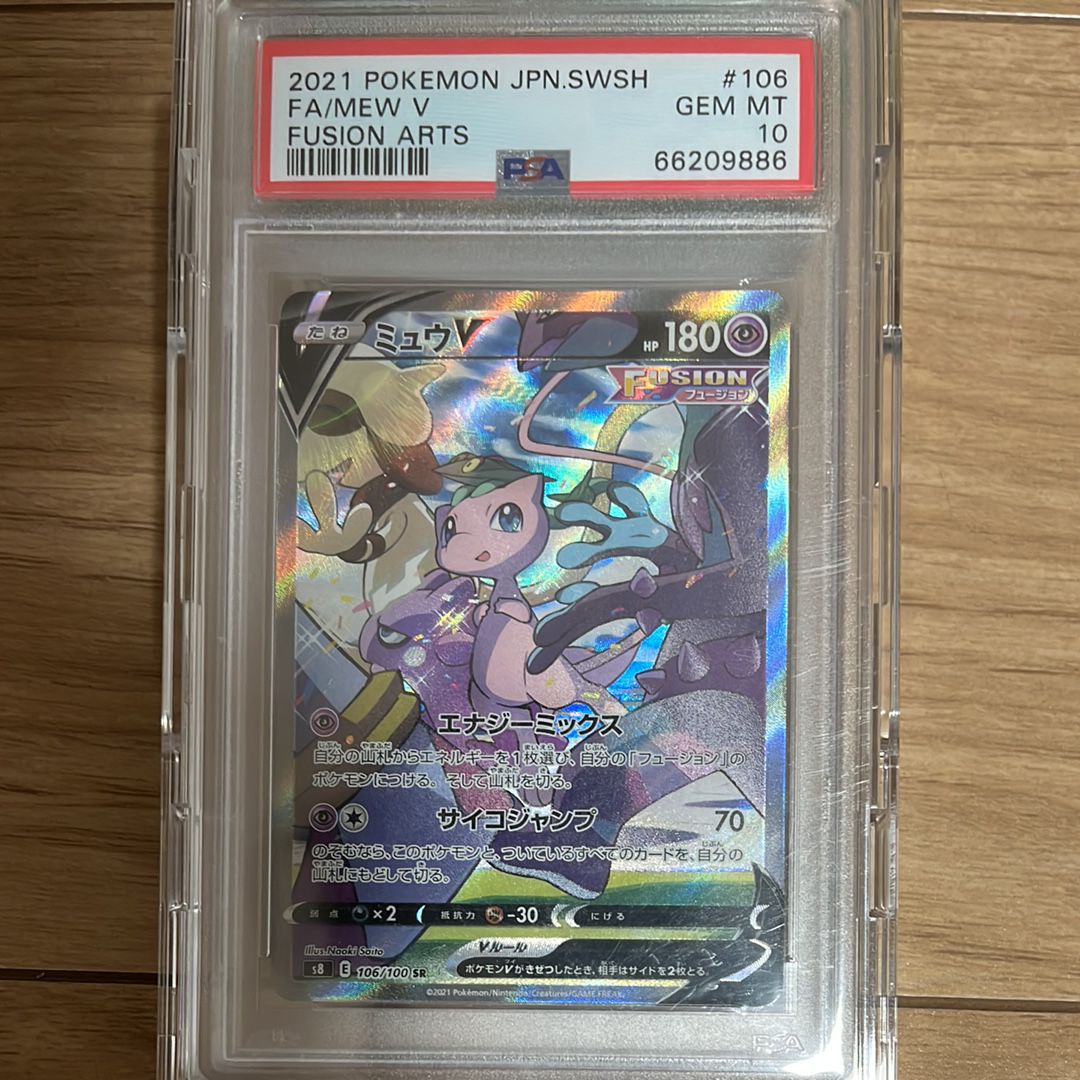 2021 POKEMON JPN.SWSH #106
FA/MEW V GEM MT
FUSION ARTS 10
PSA 66209886
たね ミュウV HP 180
FUSION
フュージョン
エナジーミックス
自分の山札からエネルギーを1枚選び、自分の「フュージョン」の
ポケモンにつける。そして山札を切る。
サイコジャンプ 70
のぞむなら、このポケモンと、ついているすべてのカードを、自分の
山札にもどして切る。
弱点 ×2 抵抗力 -30 にげる
Illus. Naoki Saito
Vルール
s8 E 106/100 SR ポケモンVがきぜつしたとき、相手はサイドを2枚とる。
©2021 Pokémon/Nintendo/Creatures/GAME FREAK.
PSA